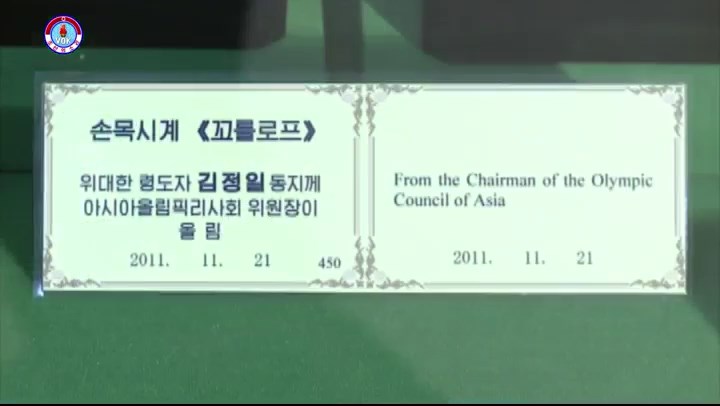 VOK
손목시계 《꼬를로프》
위대한 령도자 김정일동지께
아시아올림픽리사회 위원장이
올 림
2011. 11. 21
450
From the Chairman of the Olympic
Council of Asia
2011. 11. 21